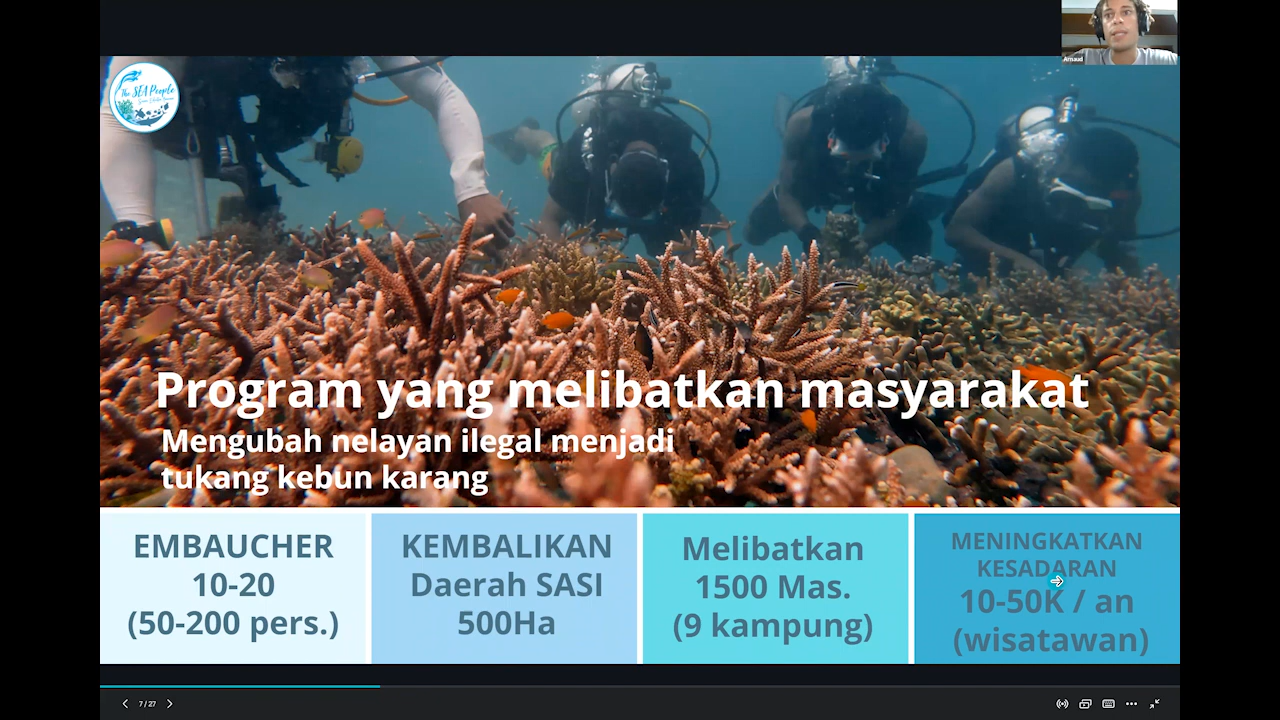 Arnaud
The SEA People
Program yang melibatkan masyarakat
Mengubah nelayan ilegal menjadi
tukang kebun karang
EMBAUCHER
10-20
(50-200 pers.)
KEMBALIKAN
Daerah SASI
500Ha
Melibatkan
1500 Mas.
(9 kampung)
MENINGKATKAN
KESADARAN
10-50K / an
(wisatawan)
7 / 27